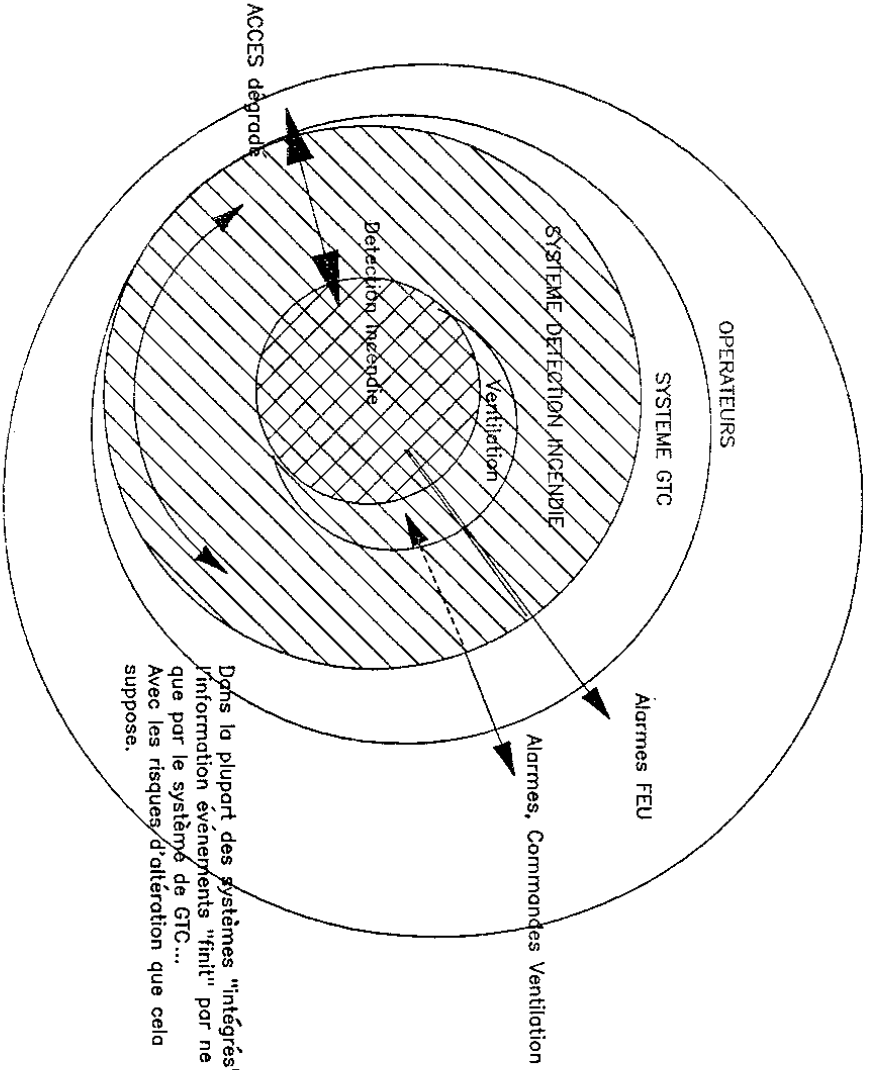 OPERATEURS
SYSTEME GTC
SYSTEME DETECTION INCENDIE
Ventilation
Detection Incendie
ACCES dégradé
Alarmes FEU
Alarmes, Commandes Ventilation
Dans la plupart des systèmes "intégrés"
l'information événements "finit" par ne
que par le système de GTC...
Avec les risques d'altération que cela
suppose.